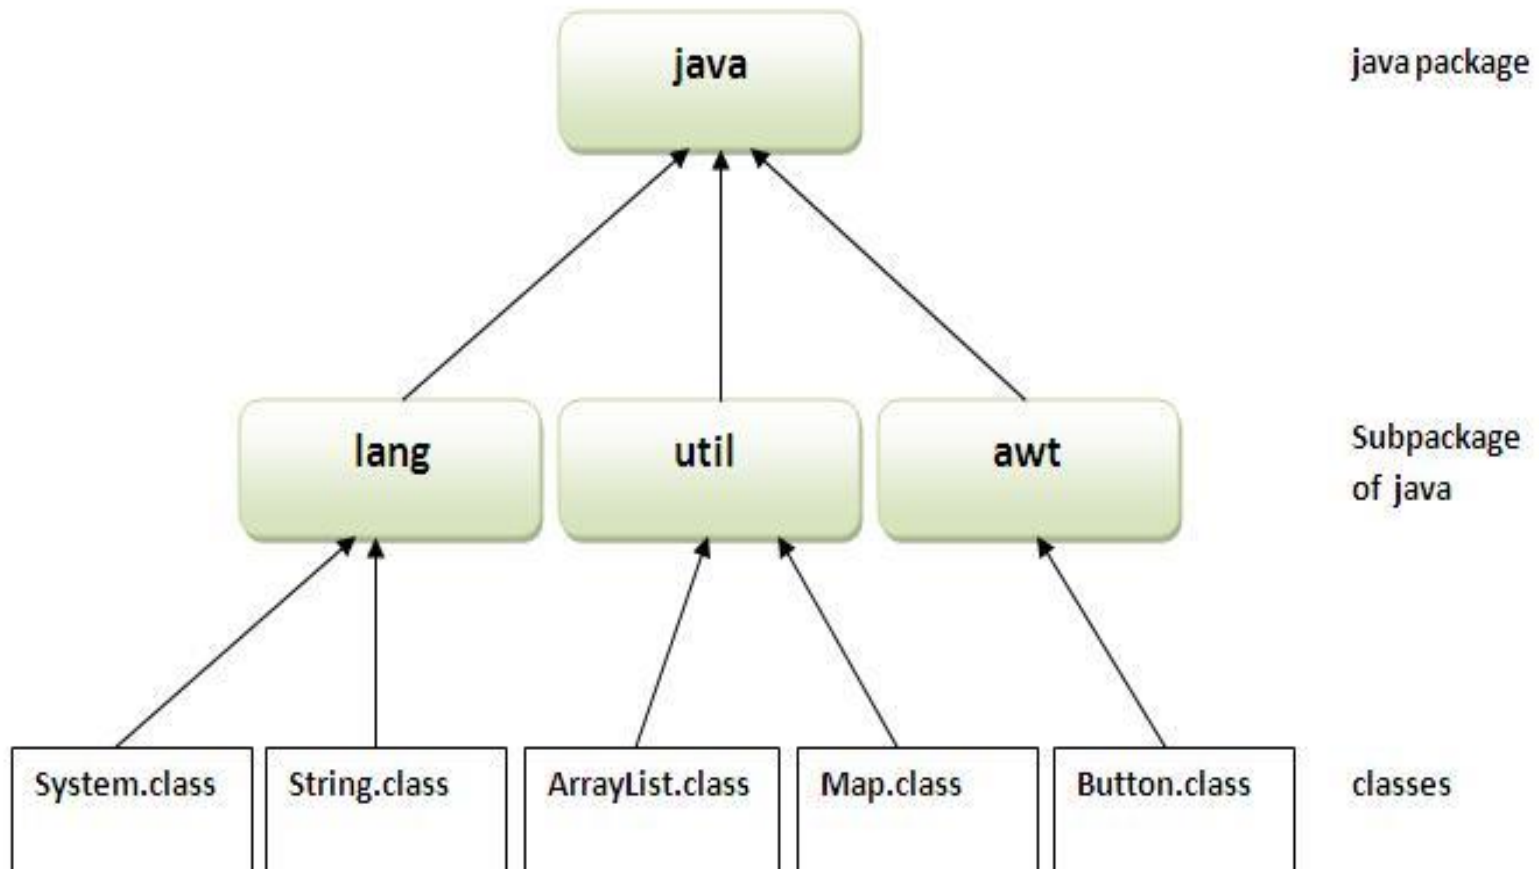 java
java package
lang
util
awt
Subpackage
of java
System.class
String.class
ArrayList.class
Map.class
Button.class
classes